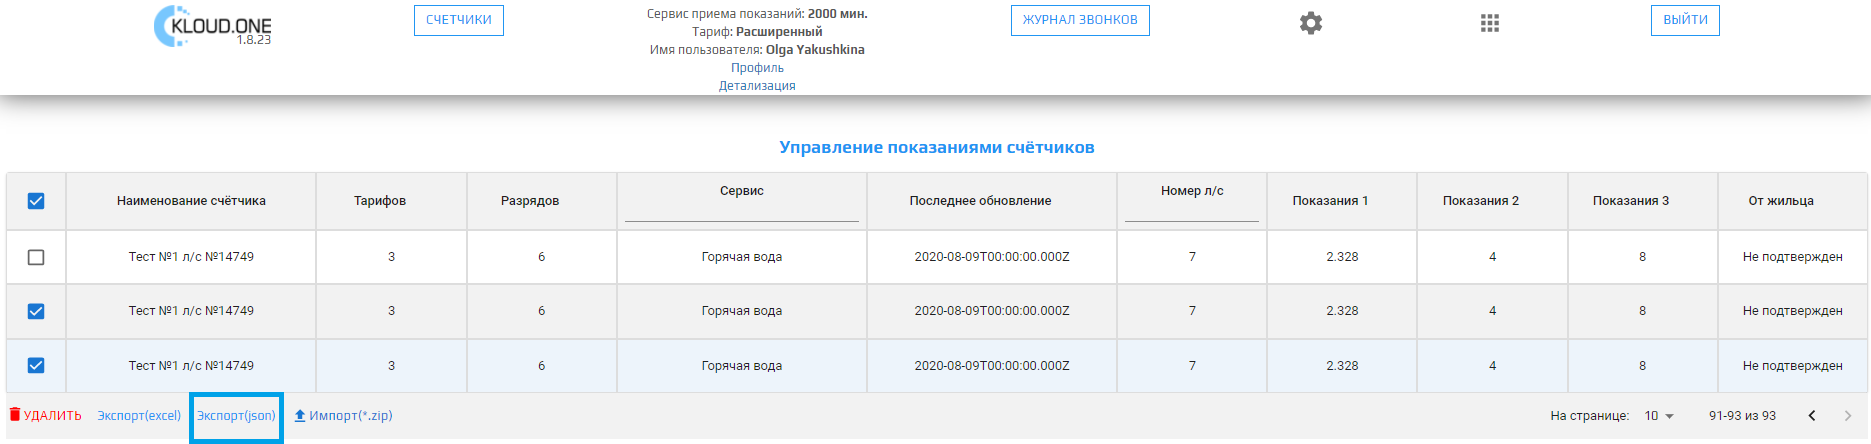 KLOUD.ONE
1.8.23
СЧЕТЧИКИ
Сервис приема показаний: 2000 мин.
Тариф: Расширенный
Имя пользователя: Olga Yakushkina
Профиль
Детализация
ЖУРНАЛ ЗВОНКОВ
ВЫЙТИ
Управление показаниями счётчиков
Наименование счётчика Тарифов Разрядов Сервис Последнее обновление Номер л/с Показания 1 Показания 2 Показания 3 От жильца
Тест №1 л/с №14749 3 6 Горячая вода 2020-08-09T00:00:00.000Z 7 2.328 4 8 Не подтвержден
Тест №1 л/с №14749 3 6 Горячая вода 2020-08-09T00:00:00.000Z 7 2.328 4 8 Не подтвержден
Тест №1 л/с №14749 3 6 Горячая вода 2020-08-09T00:00:00.000Z 7 2.328 4 8 Не подтвержден
УДАЛИТЬ Экспорт(excel) Экспорт(json) Импорт(*.zip) На странице: 10 91-93 из 93